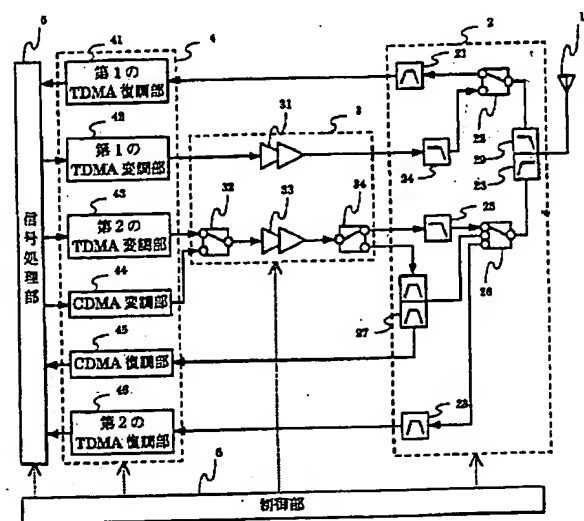 5
41
4
2
1
第1の
TDMA 復調部
21
22
42
第1の
TDMA 変調部
31
3
24
29
23
43
第2の
TDMA 変調部
32
33
34
25
26
信号処理部
44
CDMA 変調部
27
45
CDMA 復調部
46
第2の
TDMA 復調部
6
制御部